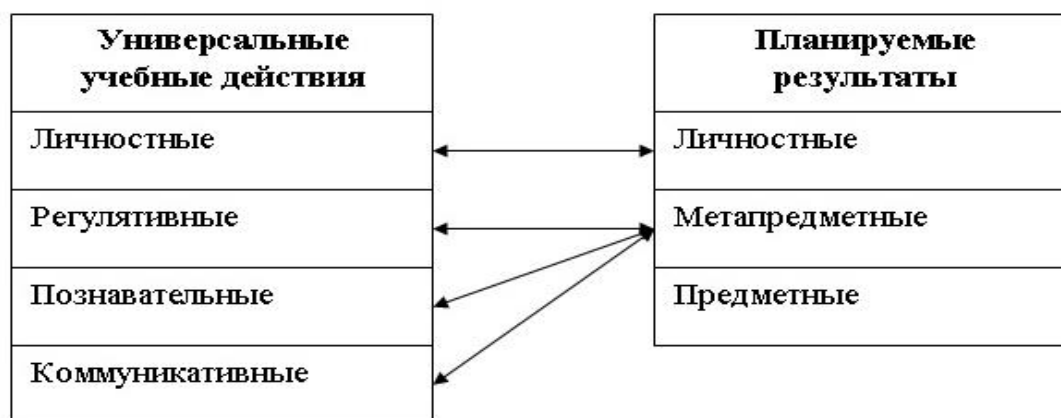 Универсальные
учебные действия
Личностные
Регулятивные
Познавательные
Коммуникативные
Планируемые
результаты
Личностные
Метапредметные
Предметные